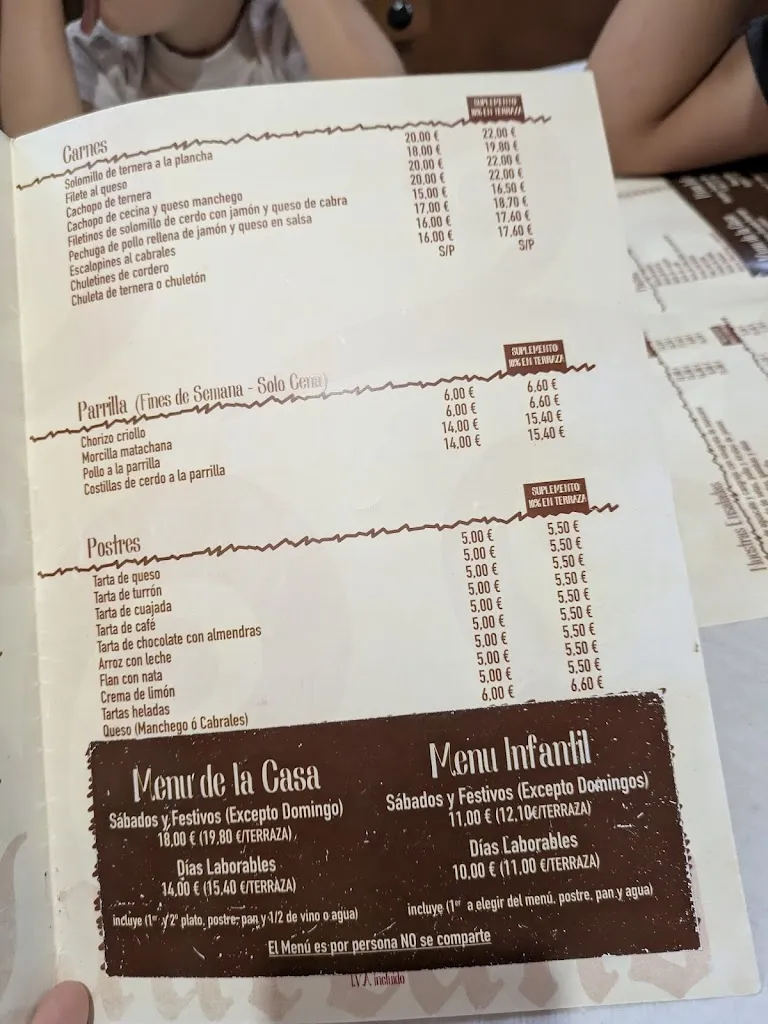 Carnes
SUPLEMENTO
10% EN TERRAZA
Solomillo de ternera a la plancha 20,00 € 22,00 €
Filete al queso 18,00 € 19,80 €
Cachopo de ternera 20,00 € 22,00 €
Cachopo de cecina y queso manchego 20,00 € 22,00 €
Filetinos de solomillo de cerdo con jamón y queso de cabra 15,00 € 16,50 €
Pechuga de pollo rellena de jamón y queso en salsa 17,00 € 18,70 €
Escalopines al cabrales 16,00 € 17,60 €
Chuletines de cordero 16,00 € 17,60 €
Chuleta de ternera o chuletón S/P S/P
Parrilla (Fines de Semana - Solo Cena)
SUPLEMENTO
10% EN TERRAZA
Chorizo criollo 6,00 € 6,60 €
Morcilla matachana 6,00 € 6,60 €
Pollo a la parrilla 14,00 € 15,40 €
Costillas de cerdo a la parrilla 14,00 € 15,40 €
Postres
SUPLEMENTO
10% EN TERRAZA
Tarta de queso 5,00 € 5,50 €
Tarta de turrón 5,00 € 5,50 €
Tarta de cuajada 5,00 € 5,50 €
Tarta de café 5,00 € 5,50 €
Tarta de chocolate con almendras 5,00 € 5,50 €
Arroz con leche 5,00 € 5,50 €
Flan con nata 5,00 € 5,50 €
Crema de limón 5,00 € 5,50 €
Tartas heladas 5,00 € 5,50 €
Queso (Manchego ó Cabrales) 6,00 € 6,60 €
Menu de la Casa
Sábados y Festivos (Excepto Domingo)
18,00 € (19,80 €/TERRAZA)
Días Laborables
14,00 € (15,40 €/TERRAZA)
incluye (1er y 2º plato, postre, pan y 1/2 de vino o agua)
Menu Infantil
Sábados y Festivos (Excepto Domingos)
11,00 € (12,10€/TERRAZA)
Días Laborables
10,00 € (11,00 €/TERRAZA)
incluye (1er a elegir del menú, postre, pan y agua)
El Menú es por persona NO se comparte
I.V.A. incluido